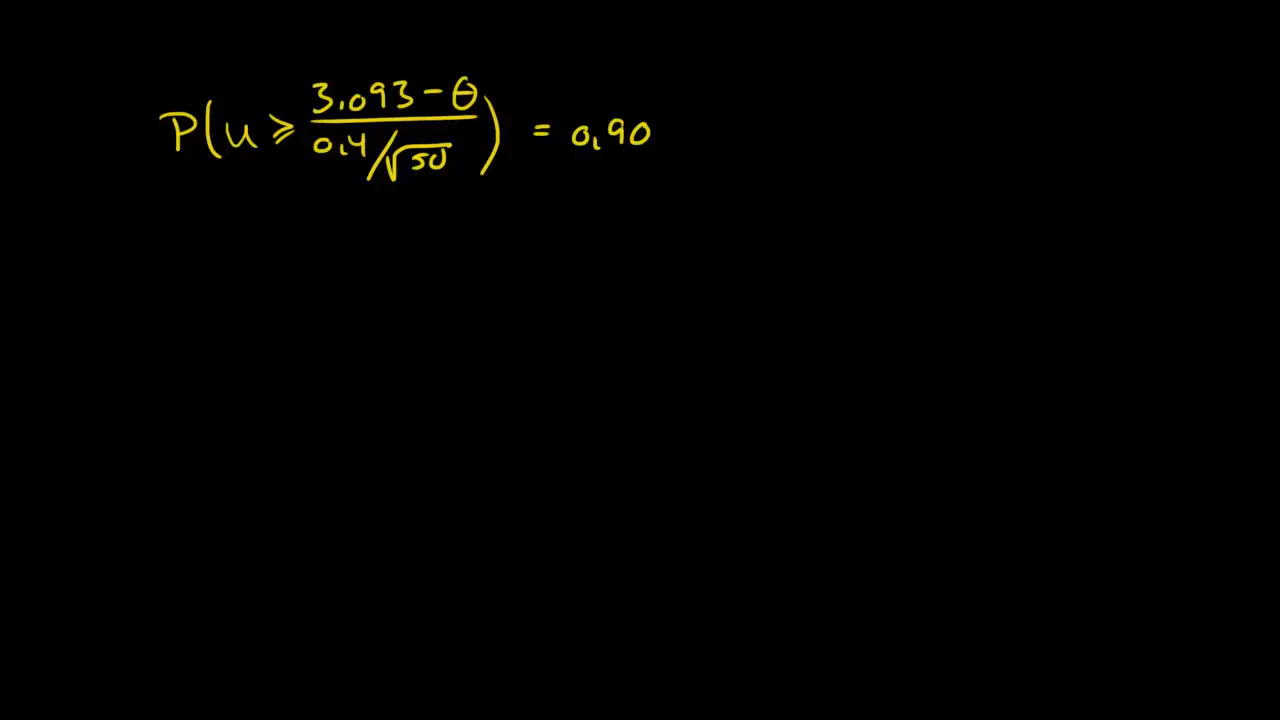 P(u ⩾ (3.093 - θ)/(0.4/√50)) = 0.90